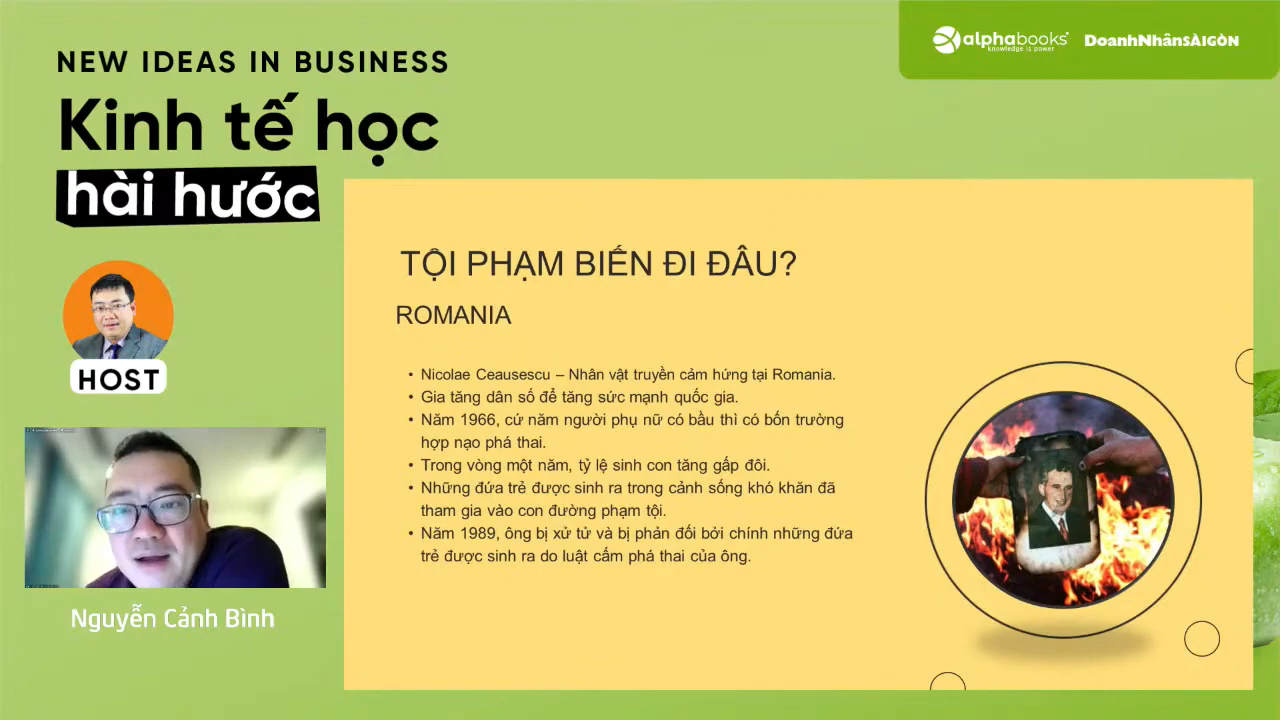 NEW IDEAS IN BUSINESS
Kinh tế học
hài hước
alphabooks
knowledge is power
DoanhNhânSÀIGÒN
HOST
Nguyễn Cảnh Bình
TỘI PHẠM BIẾN ĐI ĐÂU?
ROMANIA
• Nicolae Ceausescu – Nhân vật truyền cảm hứng tại Romania.
• Gia tăng dân số để tăng sức mạnh quốc gia.
• Năm 1966, cứ năm người phụ nữ có bầu thì có bốn trường
hợp nạo phá thai.
• Trong vòng một năm, tỷ lệ sinh con tăng gấp đôi.
• Những đứa trẻ được sinh ra trong cảnh sống khó khăn đã
tham gia vào con đường phạm tội.
• Năm 1989, ông bị xử tử và bị phản đối bởi chính những đứa
trẻ được sinh ra do luật cấm phá thai của ông.